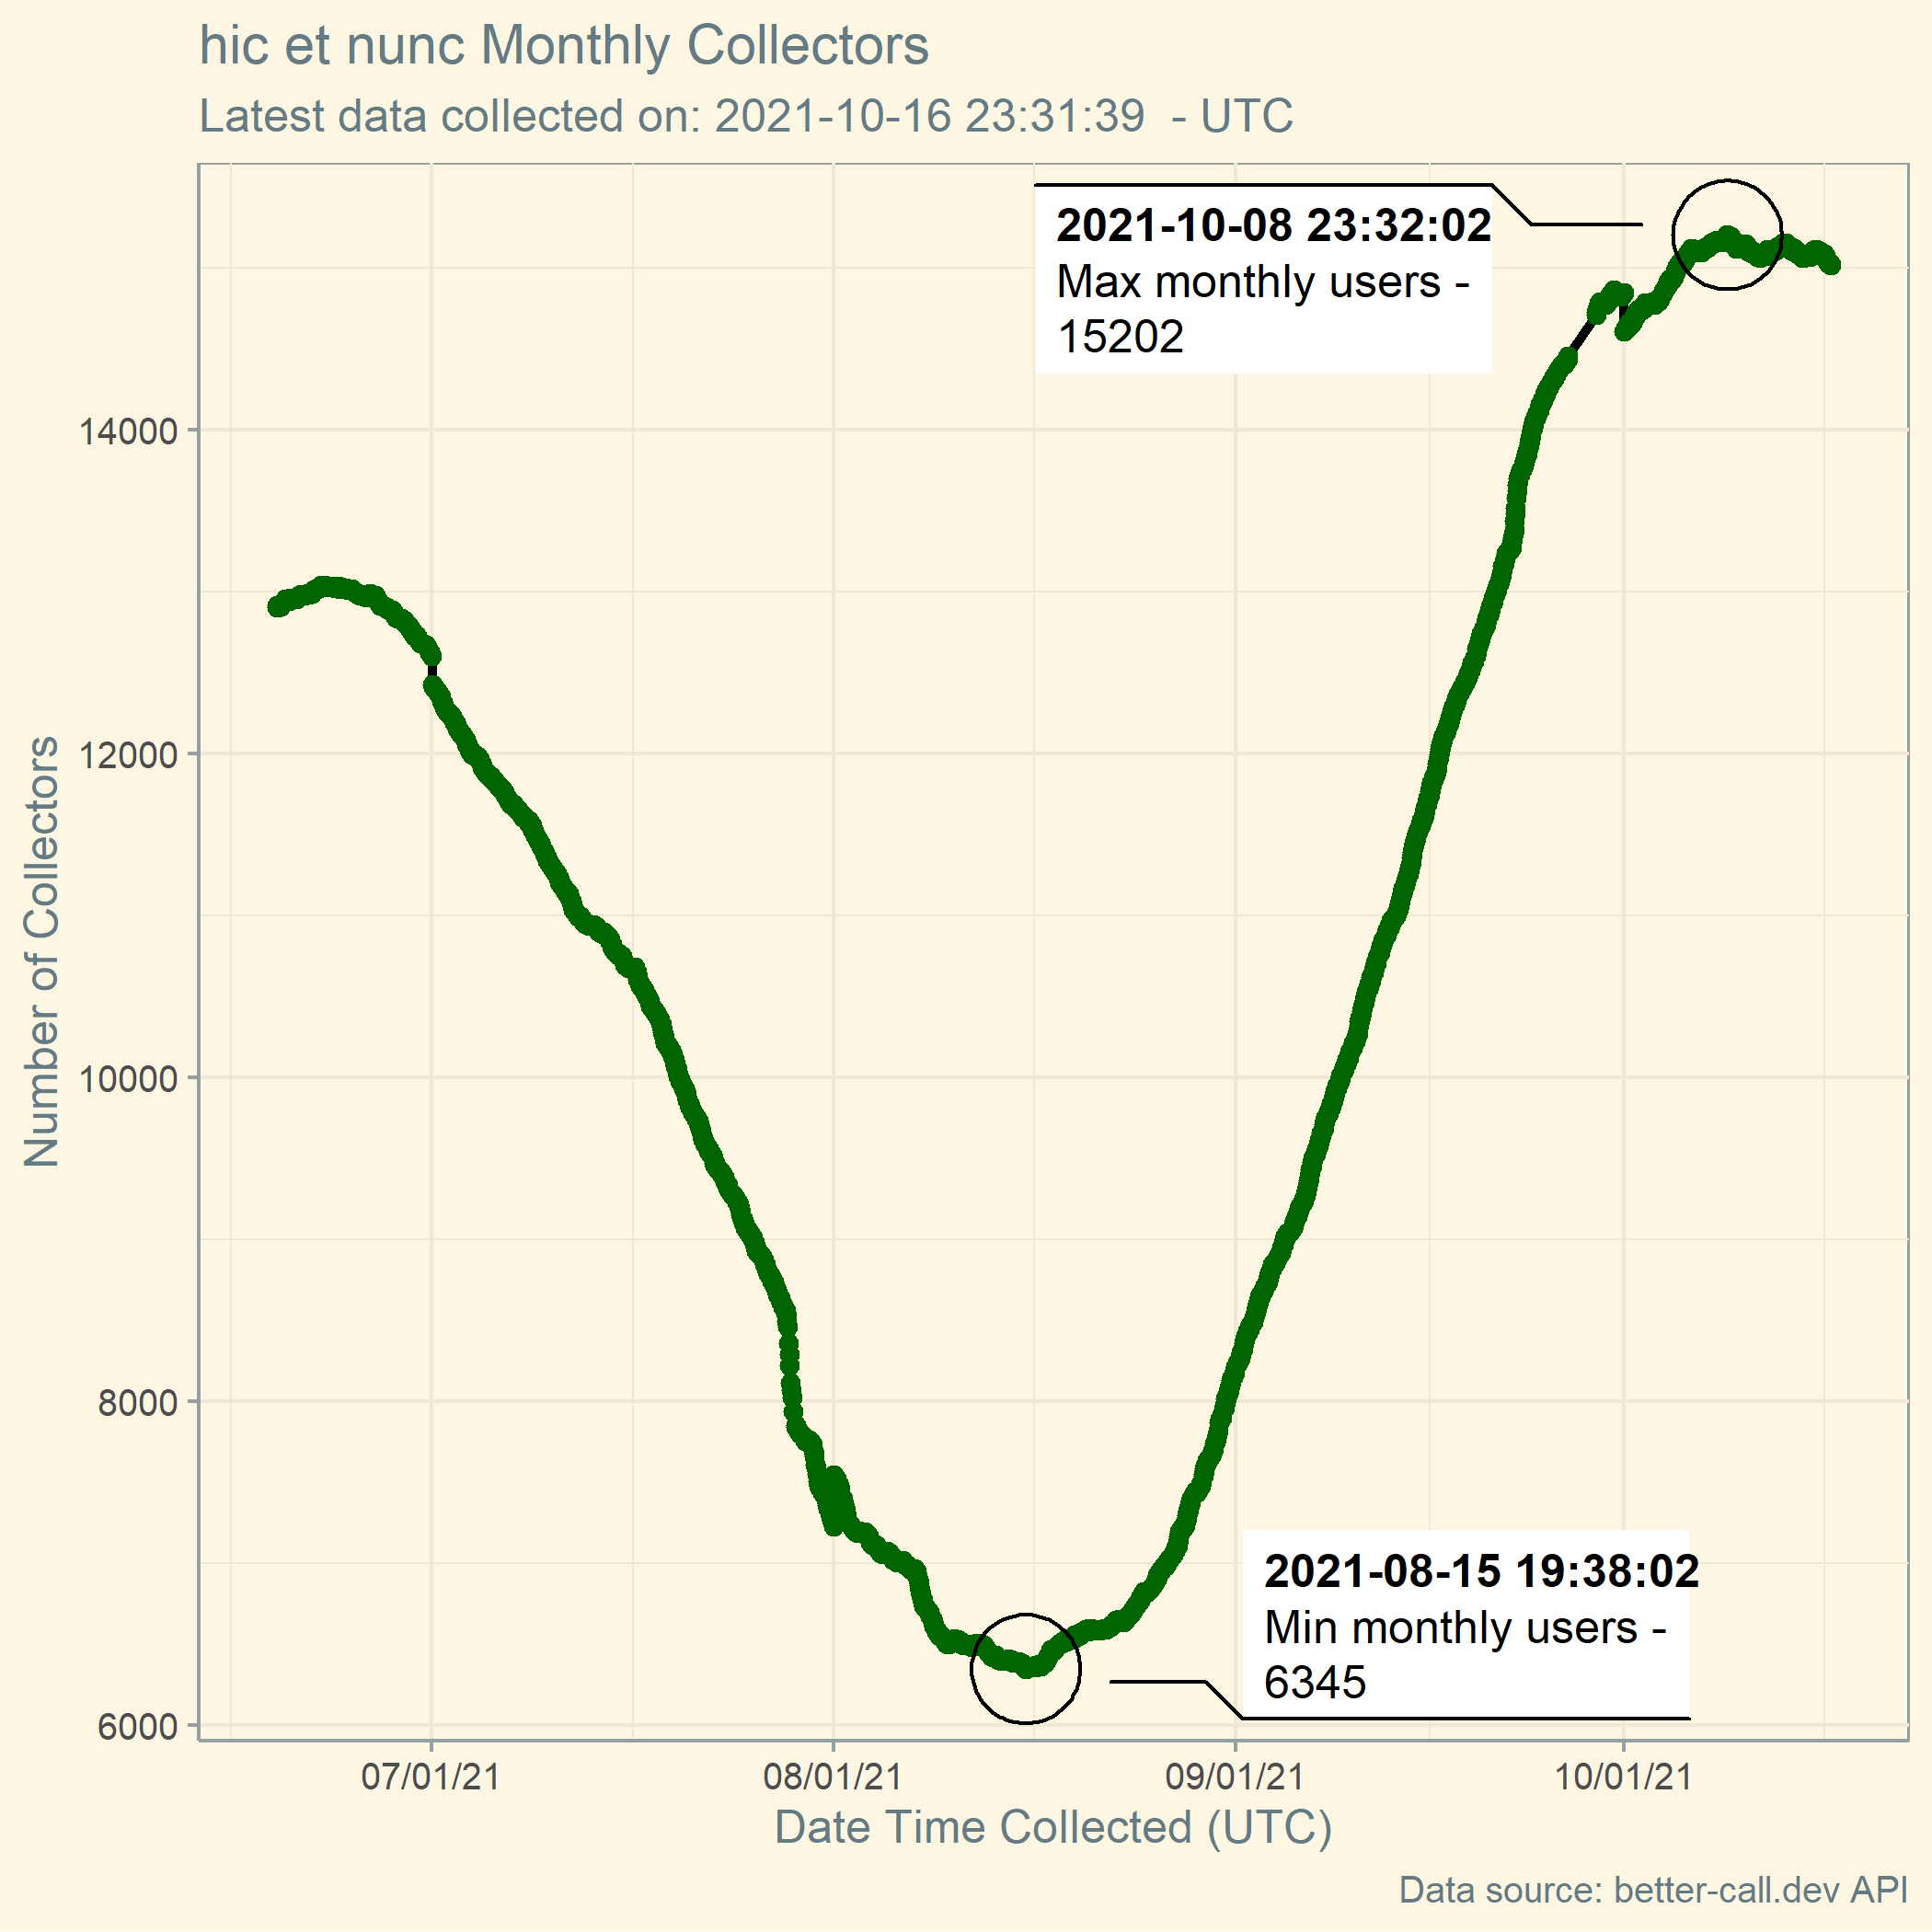 hic et nunc Monthly Collectors
Latest data collected on: 2021-10-16 23:31:39  - UTC
2021-10-08 23:32:02
Max monthly users -
15202
14000
12000
10000
8000
6000
Number of Collectors
2021-08-15 19:38:02
Min monthly users -
6345
07/01/21
08/01/21
09/01/21
10/01/21
Date Time Collected (UTC)
Data source: better-call.dev API